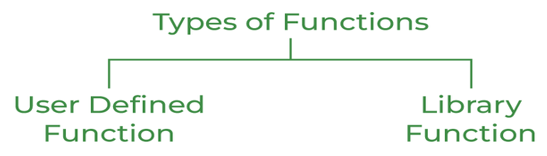 Types of Functions
User Defined
Function
Library
Function